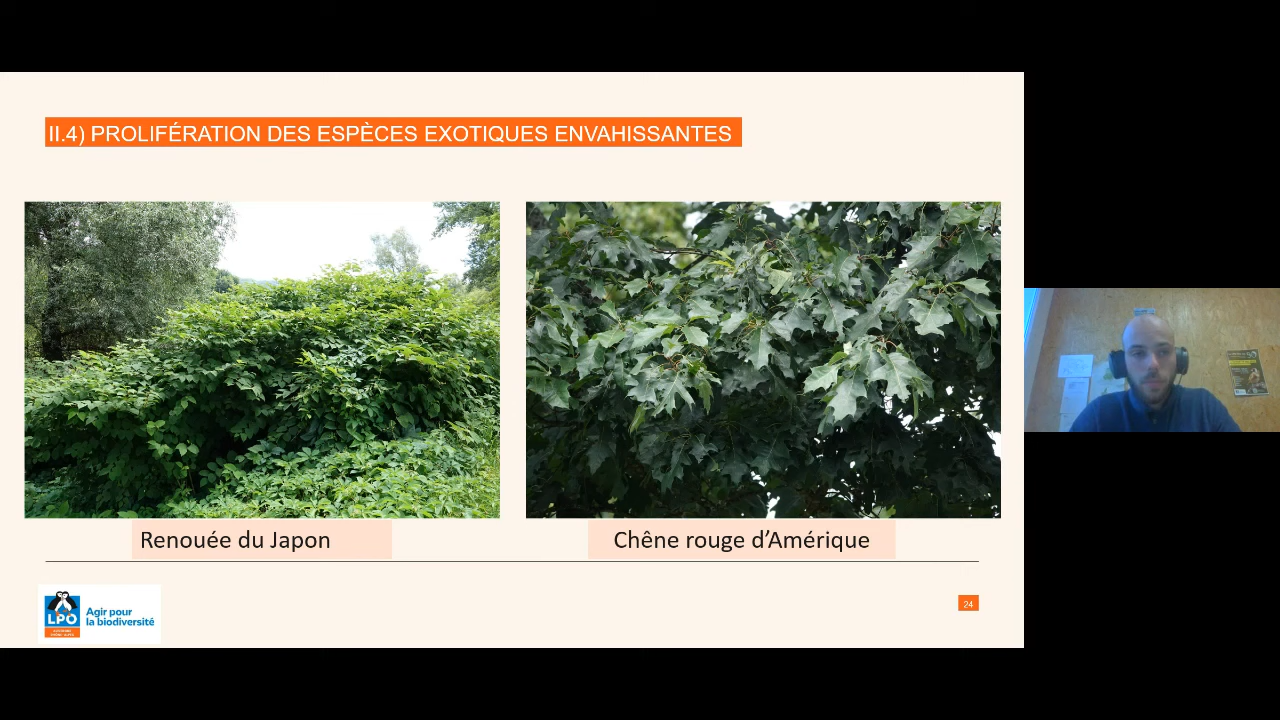 II.4) PROLIFÉRATION DES ESPÈCES EXOTIQUES ENVAHISSANTES
Renouée du Japon
Chêne rouge d’Amérique
LPO
Agir pour
la biodiversité
24